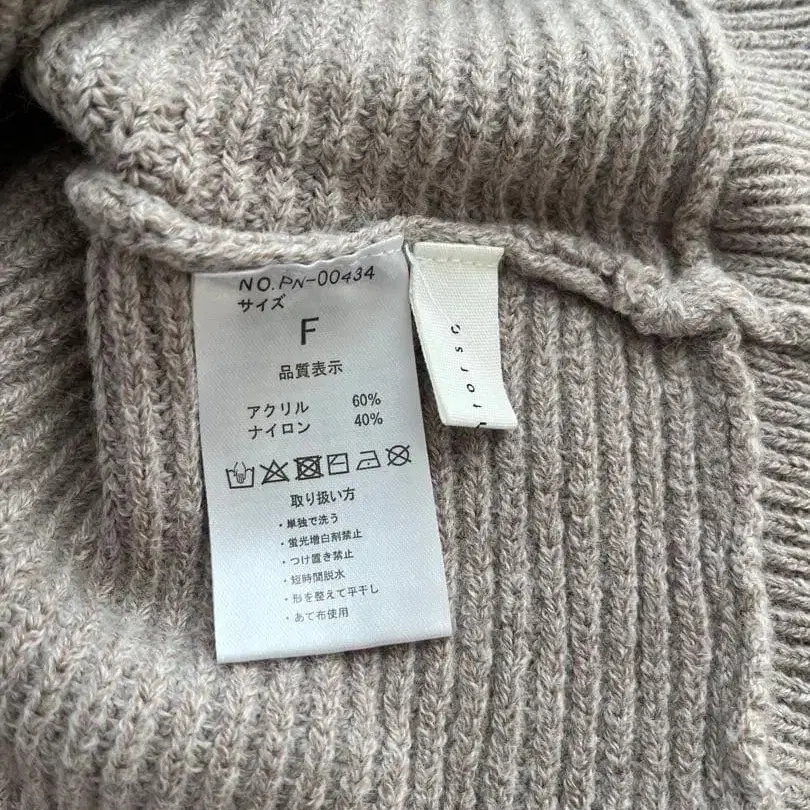 NO.PN-00434
サイズ
F
品質表示
アクリル 60%
ナイロン 40%
取り扱い方
・単独で洗う
・蛍光増白剤禁止
・つけ置き禁止
・短時間脱水
・形を整えて平干し
・あて布使用